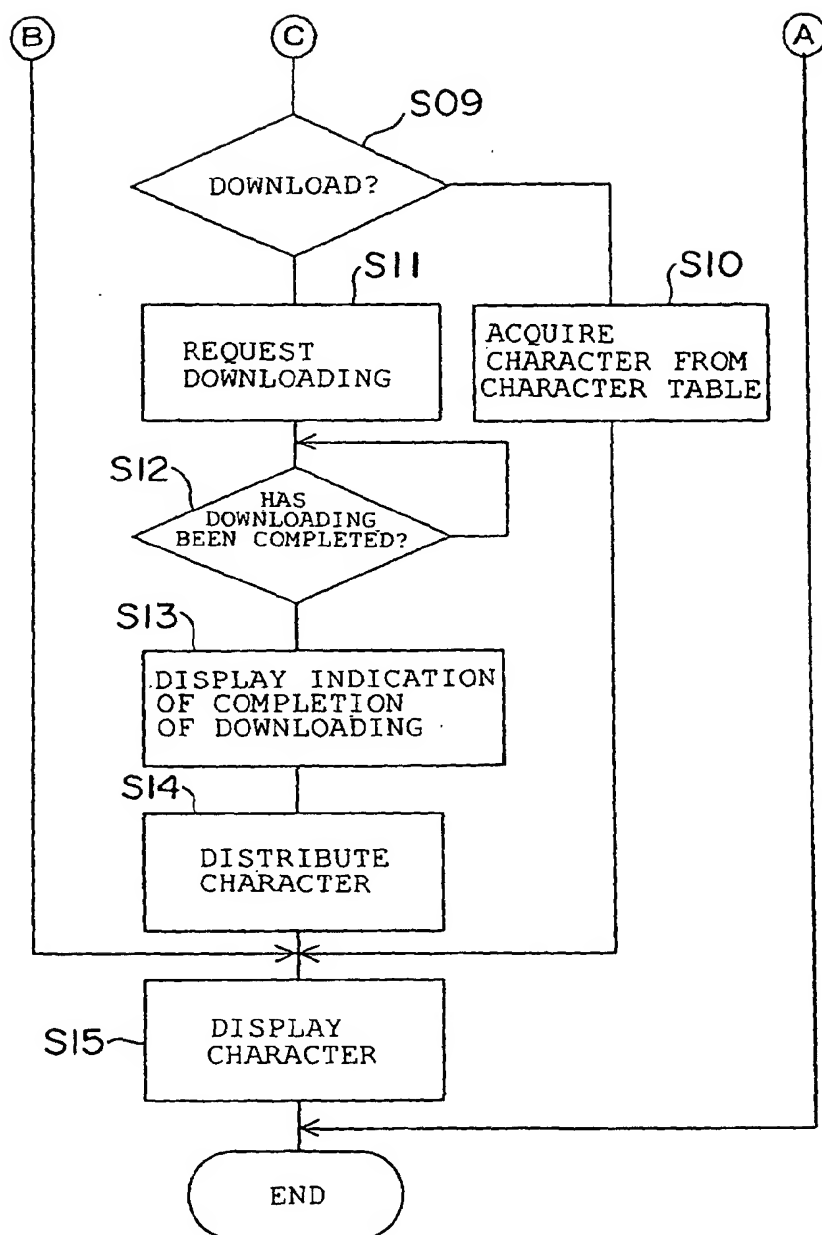 B
C
A
S09
DOWNLOAD?
S11
S10
REQUEST
DOWNLOADING
ACQUIRE
CHARACTER FROM
CHARACTER TABLE
S12
HAS
DOWNLOADING
BEEN COMPLETED?
S13
DISPLAY INDICATION
OF COMPLETION
OF DOWNLOADING
S14
DISTRIBUTE
CHARACTER
S15
DISPLAY
CHARACTER
END